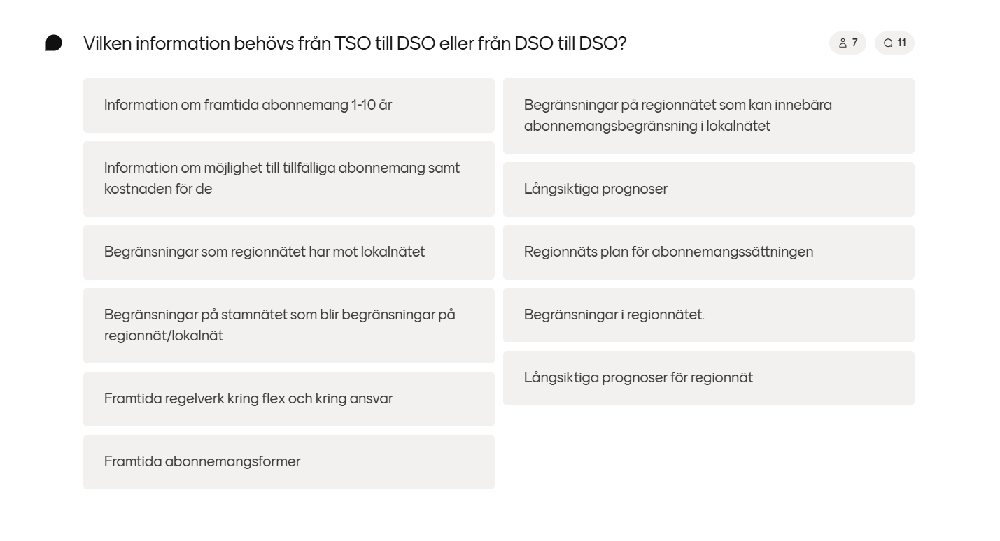 Vilken information behövs från TSO till DSO eller från DSO till DSO?
7
11
Information om framtida abonnemang 1-10 år
Information om möjlighet till tillfälliga abonnemang samt
kostnaden för de
Begränsningar som regionnätet har mot lokalnätet
Begränsningar på stamnätet som blir begränsningar på
regionnät/lokalnät
Framtida regelverk kring flex och kring ansvar
Framtida abonnemangsformer
Begränsningar på regionnätet som kan innebära
abonnemangsbegränsning i lokalnätet
Långsiktiga prognoser
Regionnäts plan för abonnemangssättningen
Begränsningar i regionnätet.
Långsiktiga prognoser för regionnät